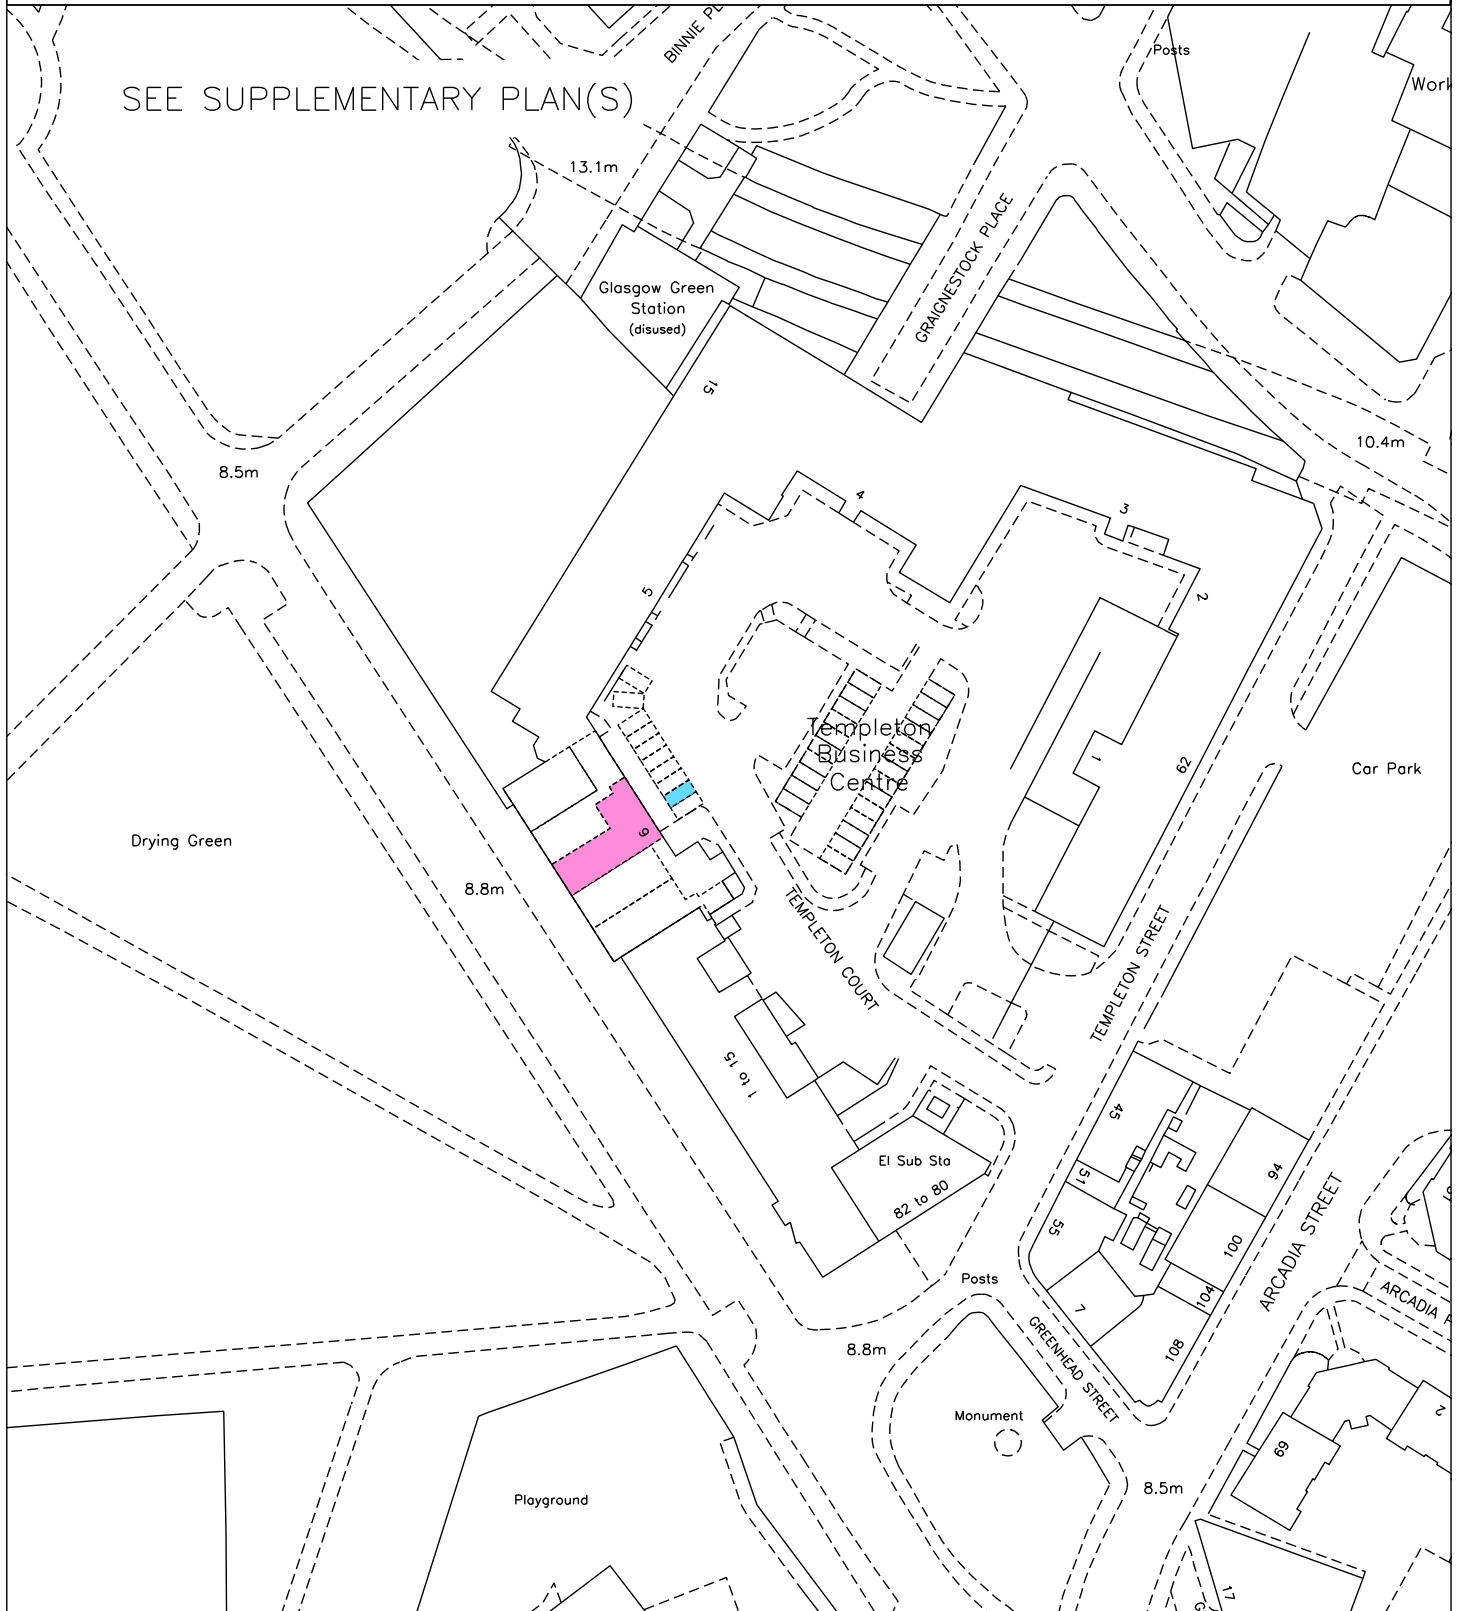 BINNIE PL
Posts
Work
SEE SUPPLEMENTARY PLAN(S)
13.1m
GRAIGNESTOCK PLACE
Glasgow Green
Station
(disused)
15
10.4m
8.5m
4
3
5
2
Templeton
Business
Centre
1
62
Car Park
Drying Green
9
8.8m
TEMPLETON COURT
TEMPLETON STREET
1 to 15
45
El Sub Sta
51
94
82 to 80
55
100
ARCADIA STREET
Posts
104
ARCADIA P
7
GREENHEAD STREET
108
8.8m
Monument
2
69
8.5m
Playground
17